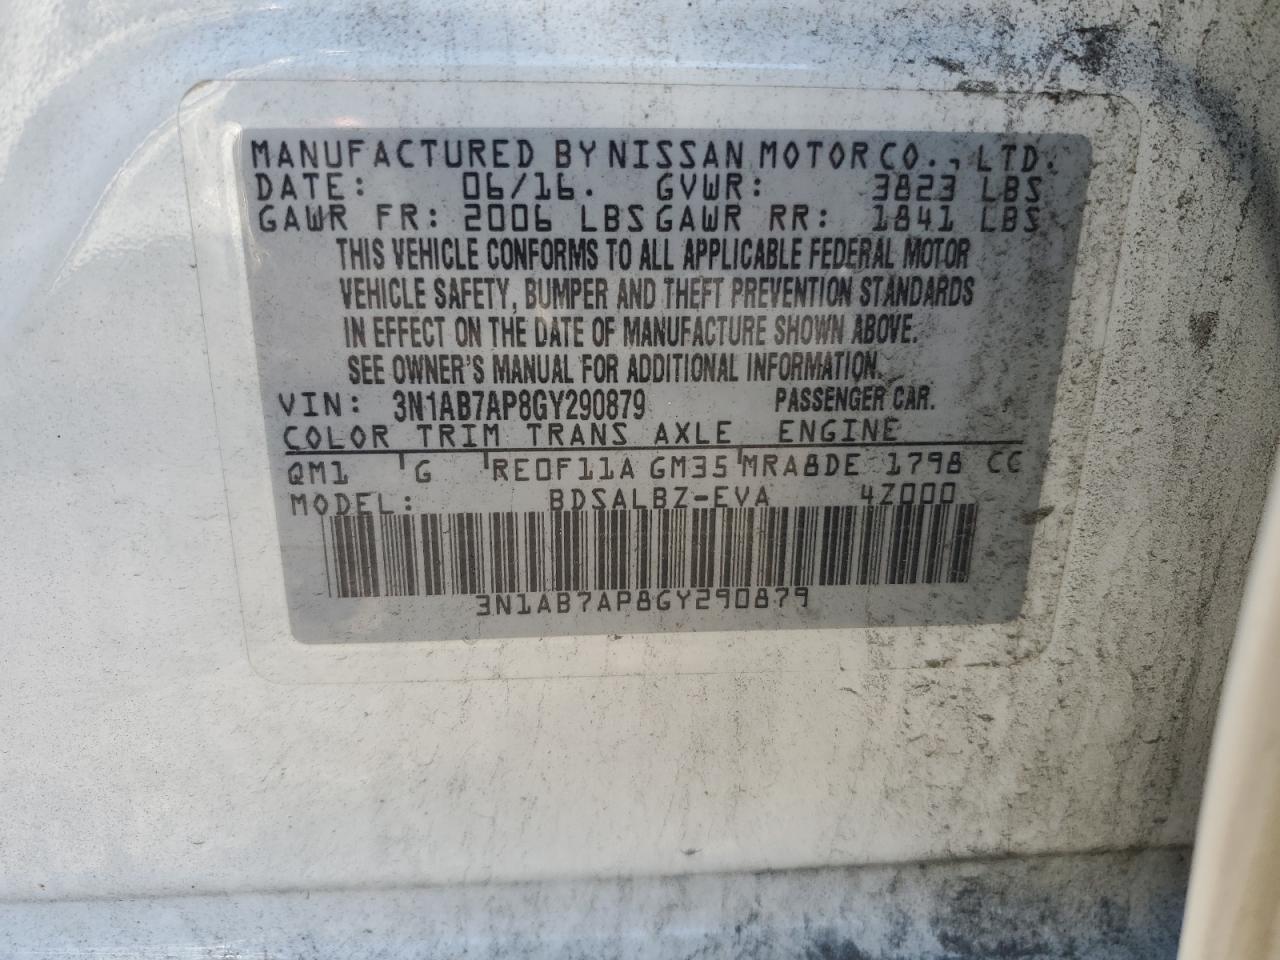 MANUFACTURED BY NISSAN MOTOR CO., LTD.
DATE: 06/16. GVWR: 3823 LBS
GAWR FR: 2006 LBS GAWR RR: 1841 LBS
THIS VEHICLE CONFORMS TO ALL APPLICABLE FEDERAL MOTOR
VEHICLE SAFETY, BUMPER AND THEFT PREVENTION STANDARDS
IN EFFECT ON THE DATE OF MANUFACTURE SHOWN ABOVE.
SEE OWNER'S MANUAL FOR ADDITIONAL INFORMATION.
VIN: 3N1AB7AP8GY290879 PASSENGER CAR.
COLOR TRIM TRANS AXLE ENGINE
QM1 G RE0F11A GM35 MRA8DE 1798 CC
MODEL: BDSALBZ-EVA 4Z000
3N1AB7AP8GY290879